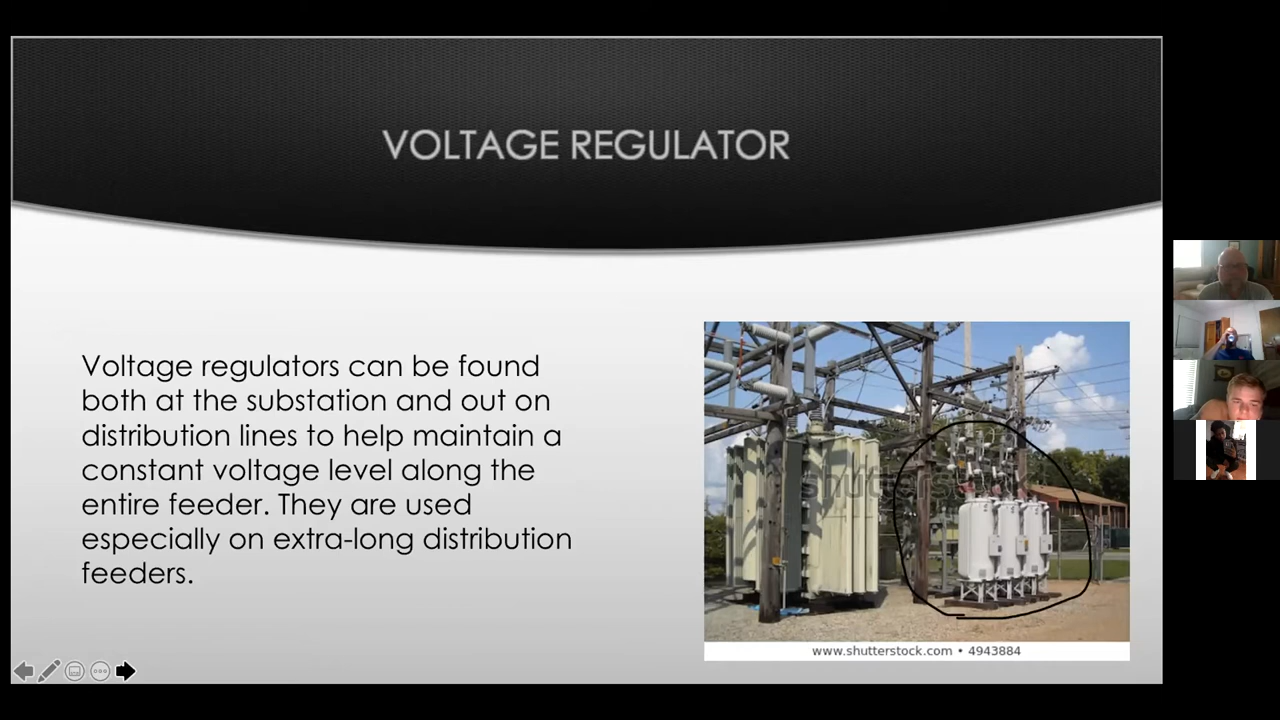 VOLTAGE REGULATOR
Voltage regulators can be found
both at the substation and out on
distribution lines to help maintain a
constant voltage level along the
entire feeder. They are used
especially on extra-long distribution
feeders.
shutterstock
www.shutterstock.com • 4943884